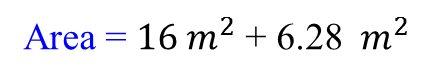 Area = 16 m² + 6.28 m²